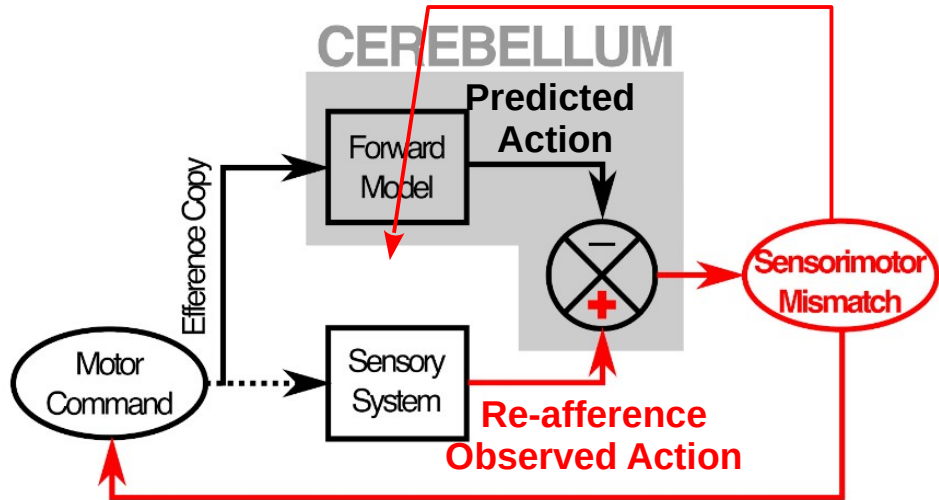 CEREBELLUM
Predicted
Action
Forward
Model
Efference Copy
–
+
Sensorimotor
Mismatch
Motor
Command
Sensory
System
Re-afference
Observed Action